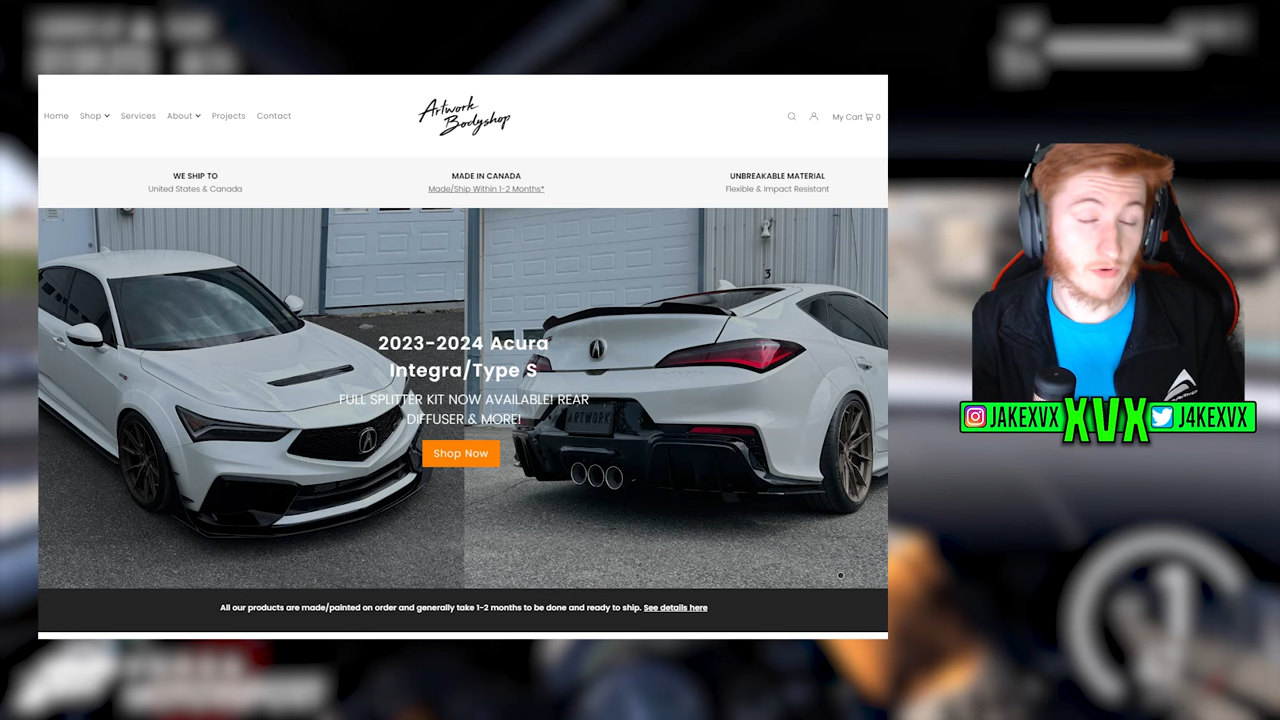 Home
Shop
Services
About
Projects
Contact
Artwork
Bodyshop
My Cart
0
WE SHIP TO
United States & Canada
MADE IN CANADA
Made/Ship Within 1-2 Months*
UNBREAKABLE MATERIAL
Flexible & Impact Resistant
3
2023-2024 Acura
Integra/Type S
FULL SPLITTER KIT NOW AVAILABLE! REAR
DIFFUSER & MORE!
Shop Now
ARTWORK
All our products are made/painted on order and generally take 1-2 months to be done and ready to ship. See details here
JAKEXVX
XVX
J4KEXVX